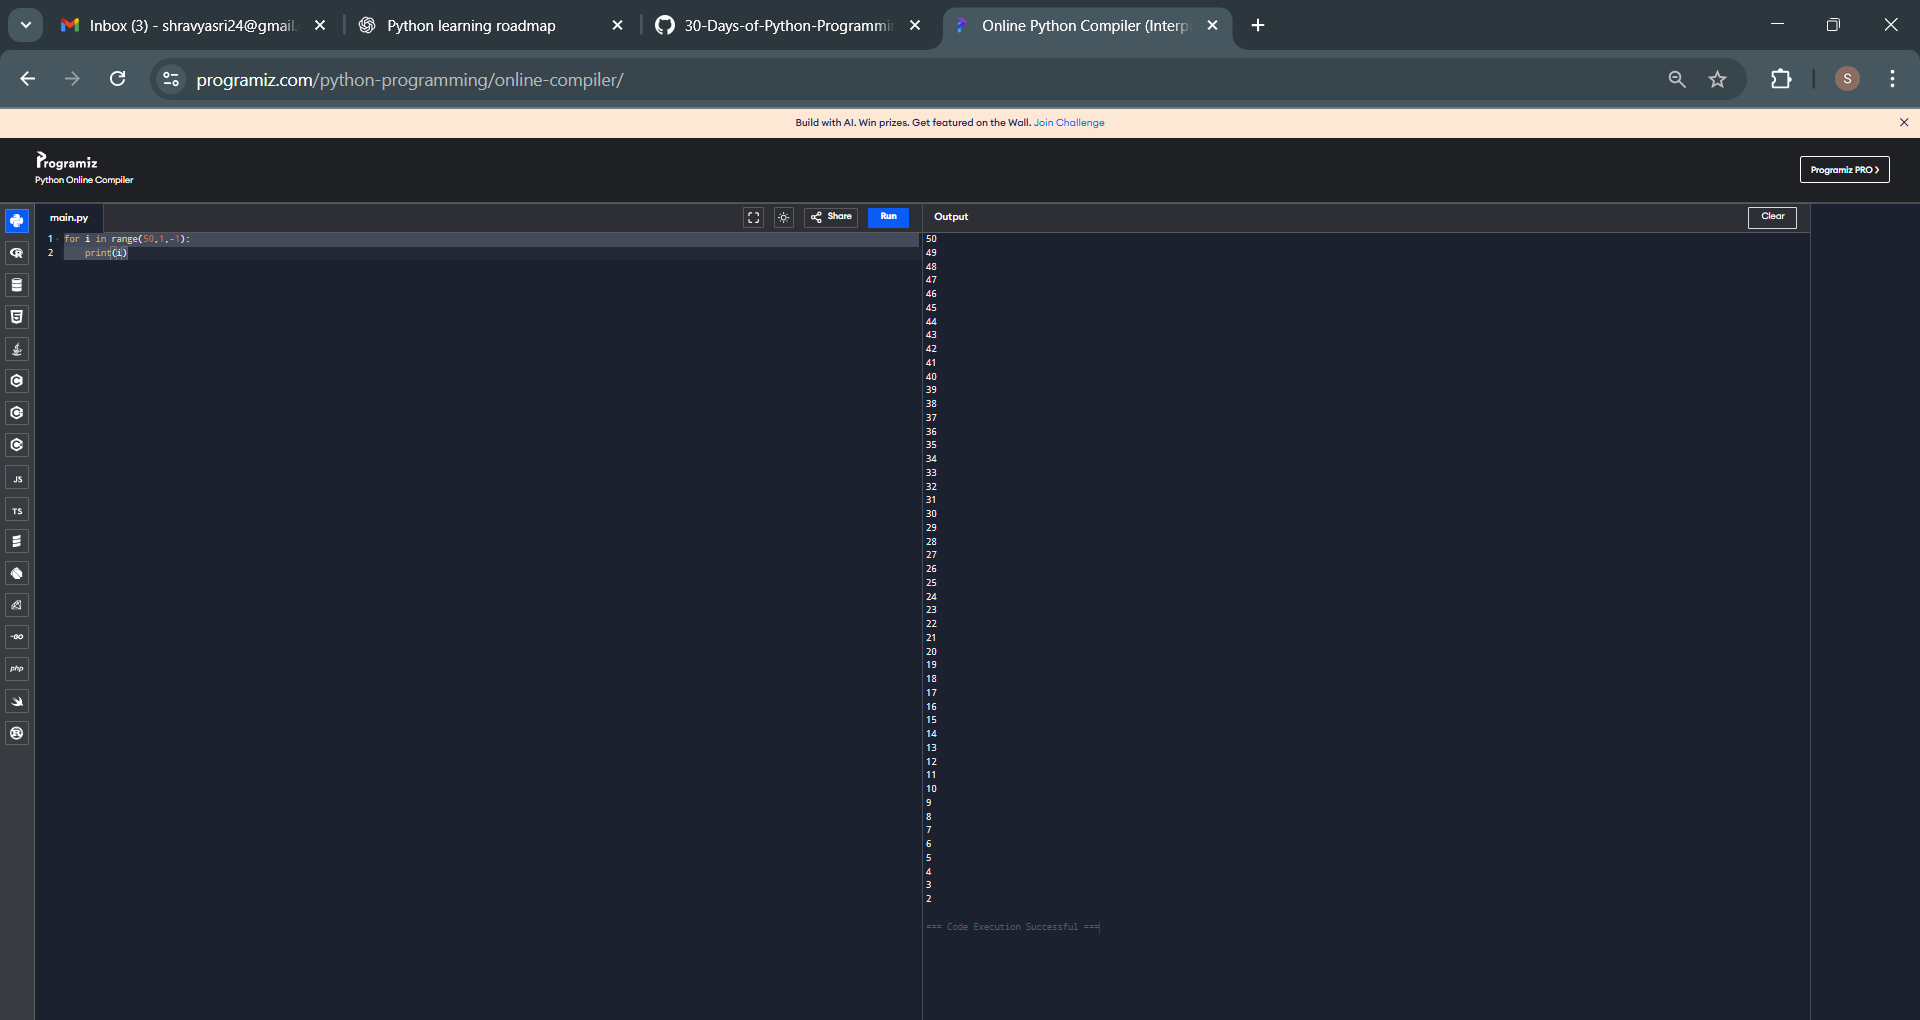 Inbox (3) - shravyasri24@gmail.
Python learning roadmap
30-Days-of-Python-Programmi
Online Python Compiler (Interp
programiz.com/python-programming/online-compiler/
S
Build with AI. Win prizes. Get featured on the Wall. Join Challenge
Programiz
Python Online Compiler
Programiz PRO
main.py
Share
Run
Output
Clear
1 for i in range(50,1,-1):
2 print(i)
JS
TS
GO
php
50
49
48
47
46
45
44
43
42
41
40
39
38
37
36
35
34
33
32
31
30
29
28
27
26
25
24
23
22
21
20
19
18
17
16
15
14
13
12
11
10
9
8
7
6
5
4
3
2
=== Code Execution Successful ===